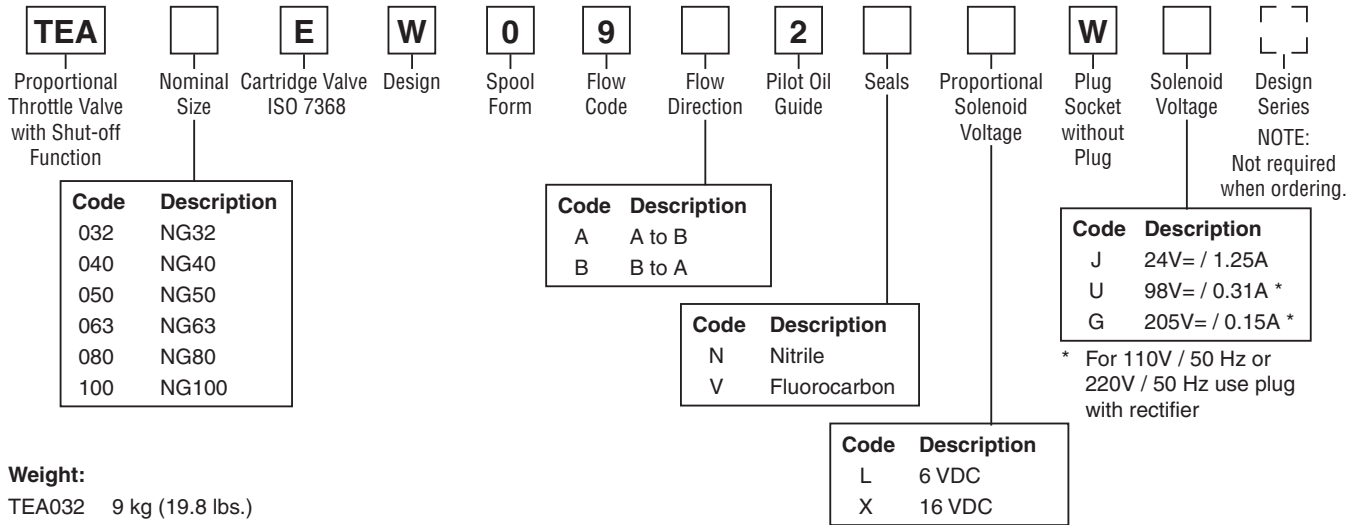 TEA E W 0 9 2 W
Proportional Throttle Valve with Shut-off Function
Nominal Size
Cartridge Valve ISO 7368
Design
Spool Form
Flow Code
Flow Direction
Pilot Oil Guide
Seals
Proportional Solenoid Voltage
Plug Socket without Plug
Solenoid Voltage
Design Series
NOTE:
Not required
when ordering.
Code Description
032 NG32
040 NG40
050 NG50
063 NG63
080 NG80
100 NG100
Code Description
A A to B
B B to A
Code Description
N Nitrile
V Fluorocarbon
Code Description
L 6 VDC
X 16 VDC
Code Description
J 24V= / 1.25A
U 98V= / 0.31A *
G 205V= / 0.15A *
* For 110V / 50 Hz or
220V / 50 Hz use plug
with rectifier
Weight:
TEA032 9 kg (19.8 lbs.)